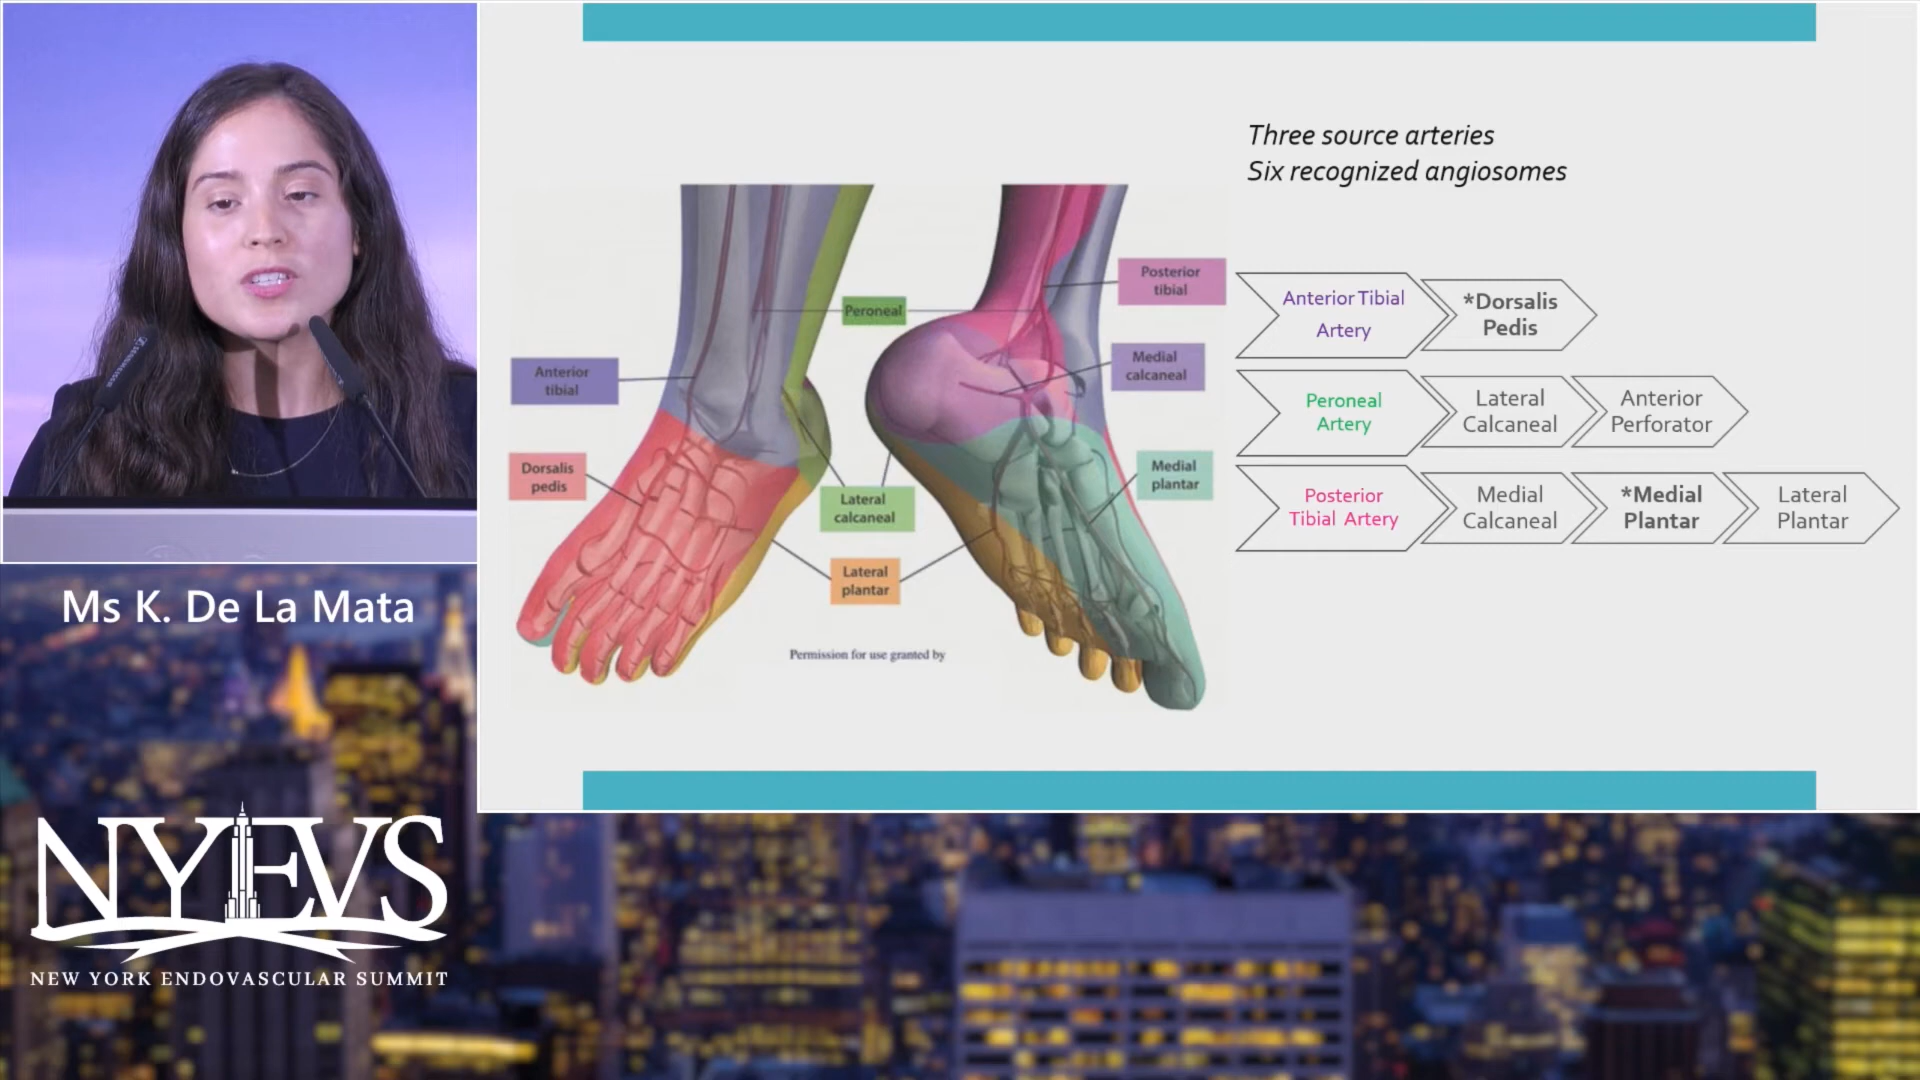 Three source arteries
Six recognized angiosomes
Posterior
tibial
Peroneal
Anterior
tibial
Medial
calcaneal
Dorsalis
pedis
Medial
plantar
Lateral
calcaneal
Lateral
plantar
Permission for use granted by
Anterior Tibial
Artery
*Dorsalis
Pedis
Peroneal
Artery
Lateral
Calcaneal
Anterior
Perforator
Posterior
Tibial Artery
Medial
Calcaneal
*Medial
Plantar
Lateral
Plantar
SENNHEISER
Ms K. De La Mata
NYEVS
NEW YORK ENDOVASCULAR SUMMIT